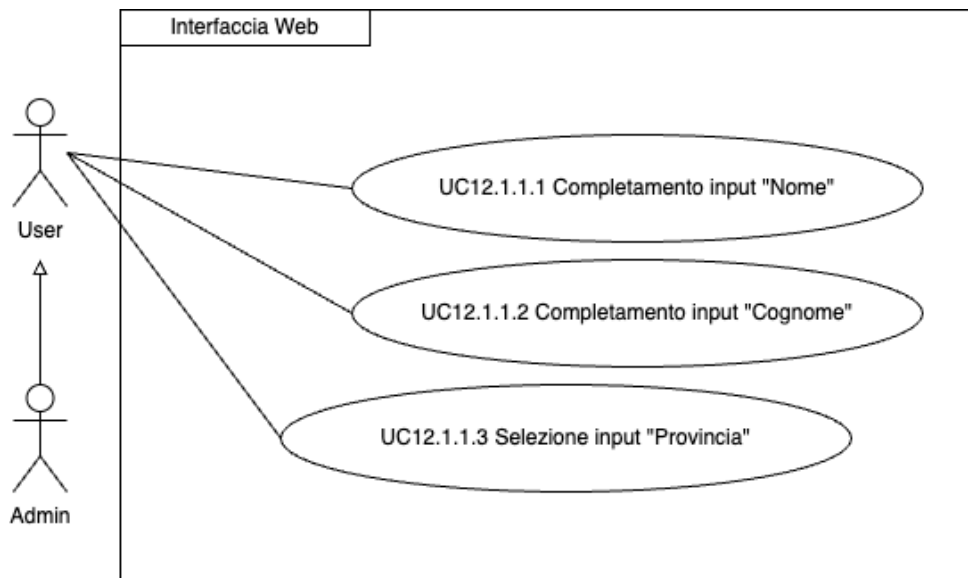 Interfaccia Web
User
UC12.1.1.1 Completamento input "Nome"
UC12.1.1.2 Completamento input "Cognome"
UC12.1.1.3 Selezione input "Provincia"
Admin